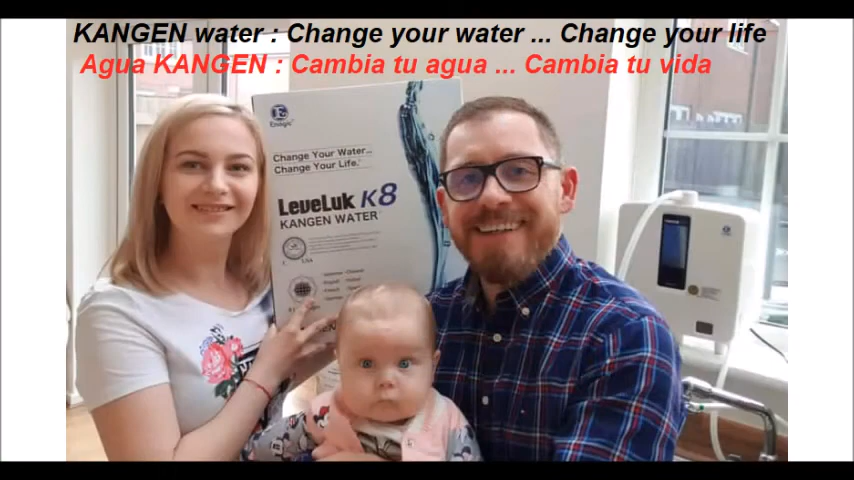 KANGEN water : Change your water ... Change your life
Agua KANGEN : Cambia tu agua ... Cambia tu vida
Enagic
Change Your Water...
Change Your Life.
LeveLuk K8
KANGEN WATER